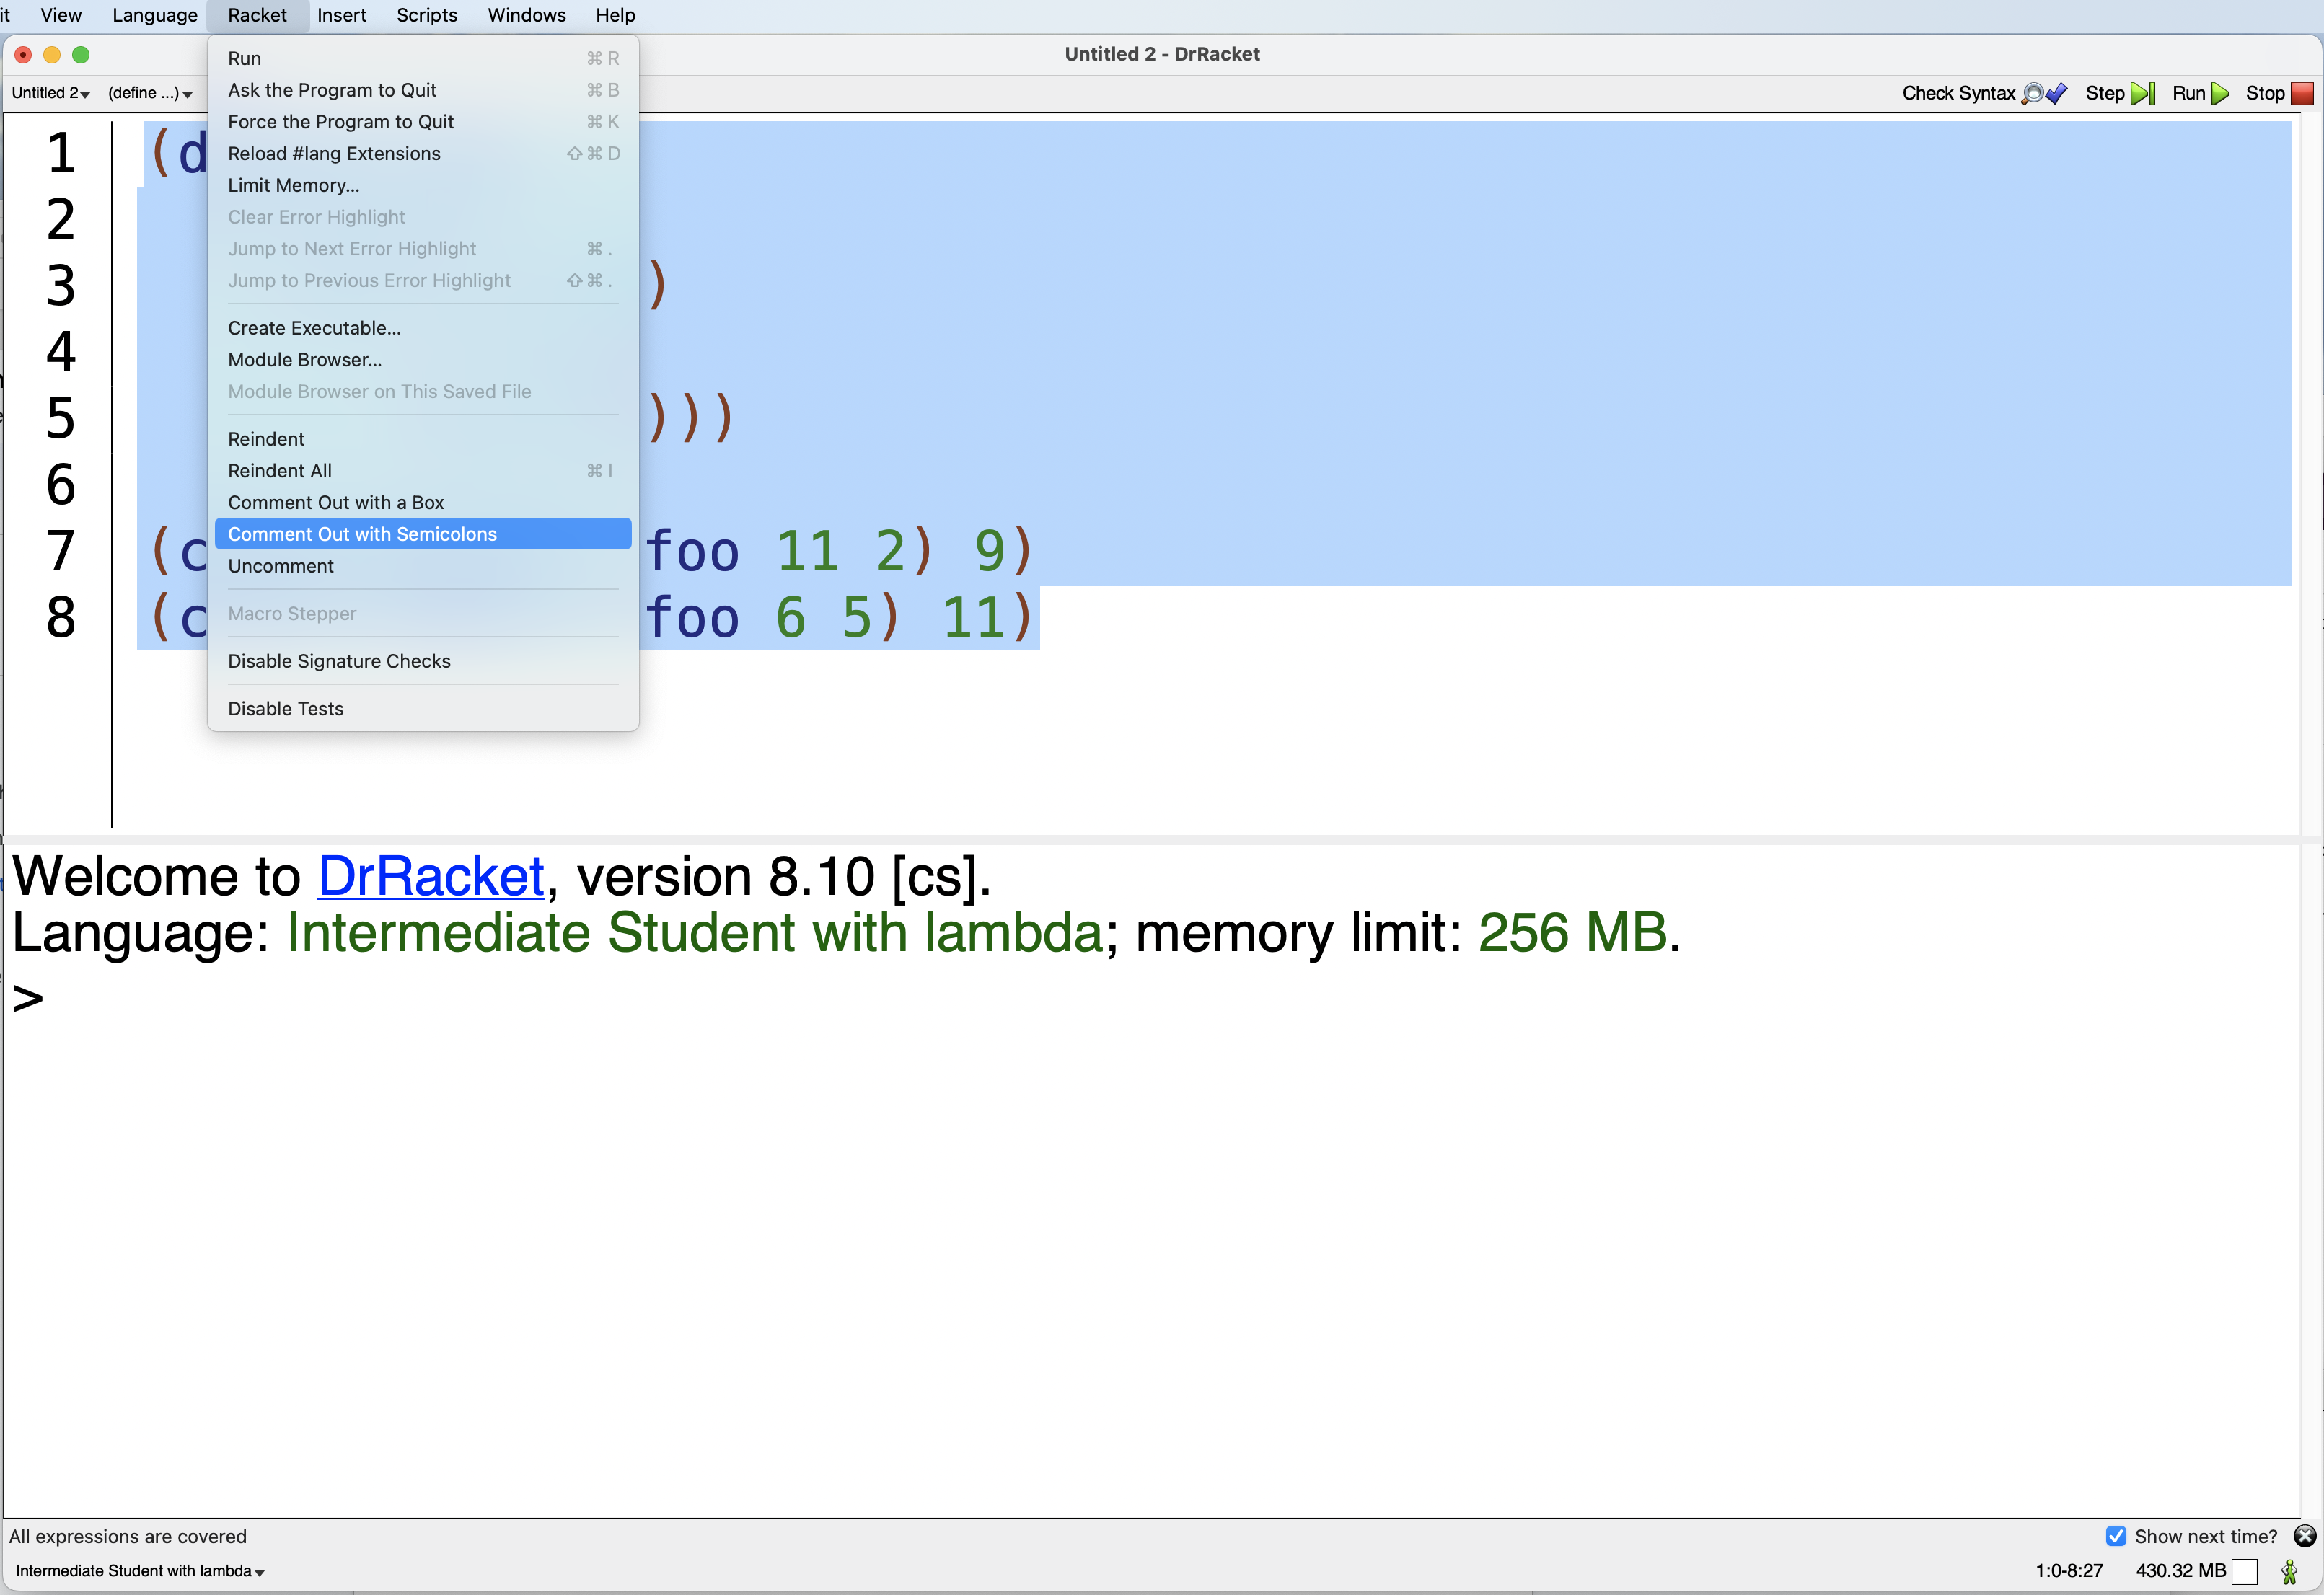 View Language Racket Insert Scripts Windows Help
Untitled 2 - DrRacket
Untitled 2 (define ...) Check Syntax Step Run Stop
Run ⌘ R
Ask the Program to Quit ⌘ B
Force the Program to Quit ⌘ K
Reload #lang Extensions ⇧ ⌘ D
Limit Memory...
Clear Error Highlight
Jump to Next Error Highlight ⌘ .
Jump to Previous Error Highlight ⇧ ⌘ .
Create Executable...
Module Browser...
Module Browser on This Saved File
Reindent
Reindent All ⌘ I
Comment Out with a Box
Comment Out with Semicolons
Uncomment
Macro Stepper
Disable Signature Checks
Disable Tests
1 (d
2
3 )
4
5 )))
6
7 (c foo 11 2) 9)
8 (c foo 6 5) 11)
Welcome to DrRacket, version 8.10 [cs].
Language: Intermediate Student with lambda; memory limit: 256 MB.
>
All expressions are covered Show next time?
Intermediate Student with lambda 1:0-8:27 430.32 MB